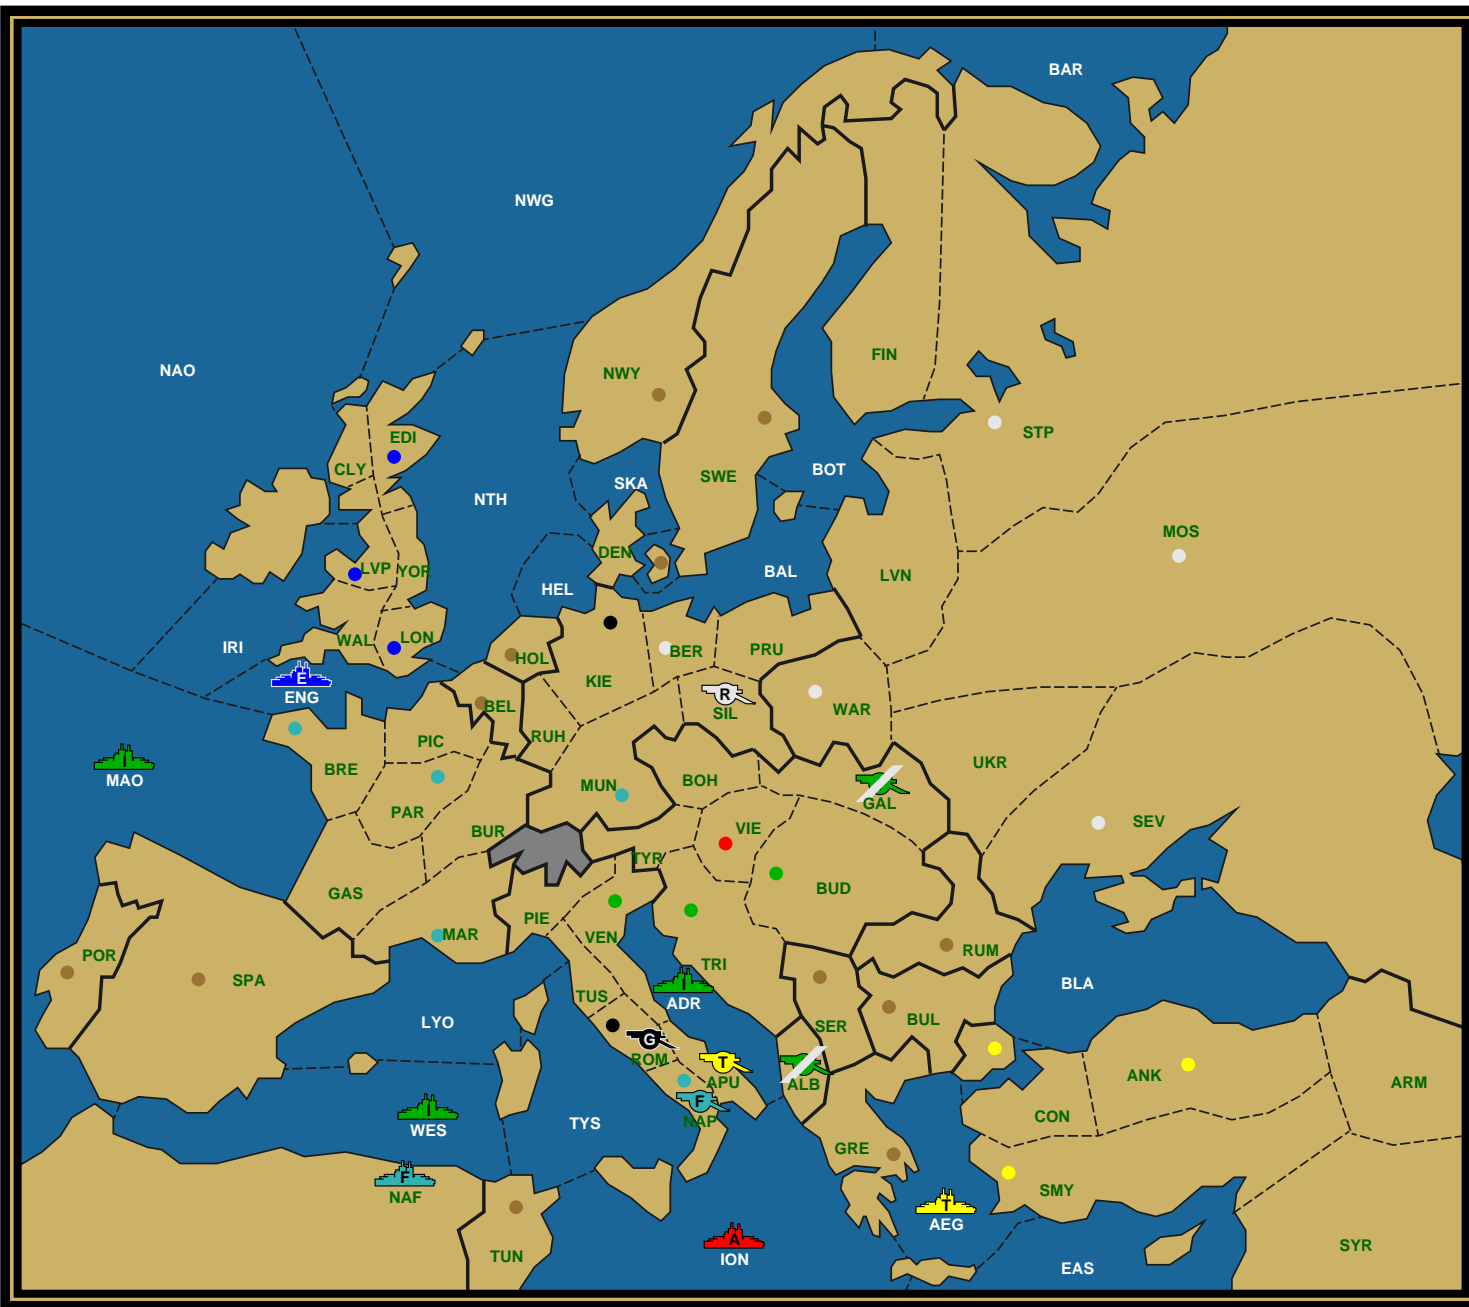 BAR
NWG
NAO
FIN
NWY
EDI
STP
CLY
BOT
SWE
SKA
NTH
MOS
DEN
LVP
YOR
BAL
LVN
HEL
IRI
WAL
LON
HOL
BER
PRU
E
ENG
KIE
R
SIL
WAR
BEL
RUH
PIC
UKR
I
MAO
BRE
MUN
BOH
GAL
PAR
BUR
VIE
SEV
TYR
BUD
GAS
PIE
MAR
VEN
RUM
POR
SPA
TRI
BLA
I
ADR
TUS
LYO
SER
BUL
G
ROM
T
APU
ALB
ANK
ARM
F
NAP
I
WES
TYS
CON
GRE
F
NAF
SMY
T
AEG
A
ION
TUN
SYR
EAS